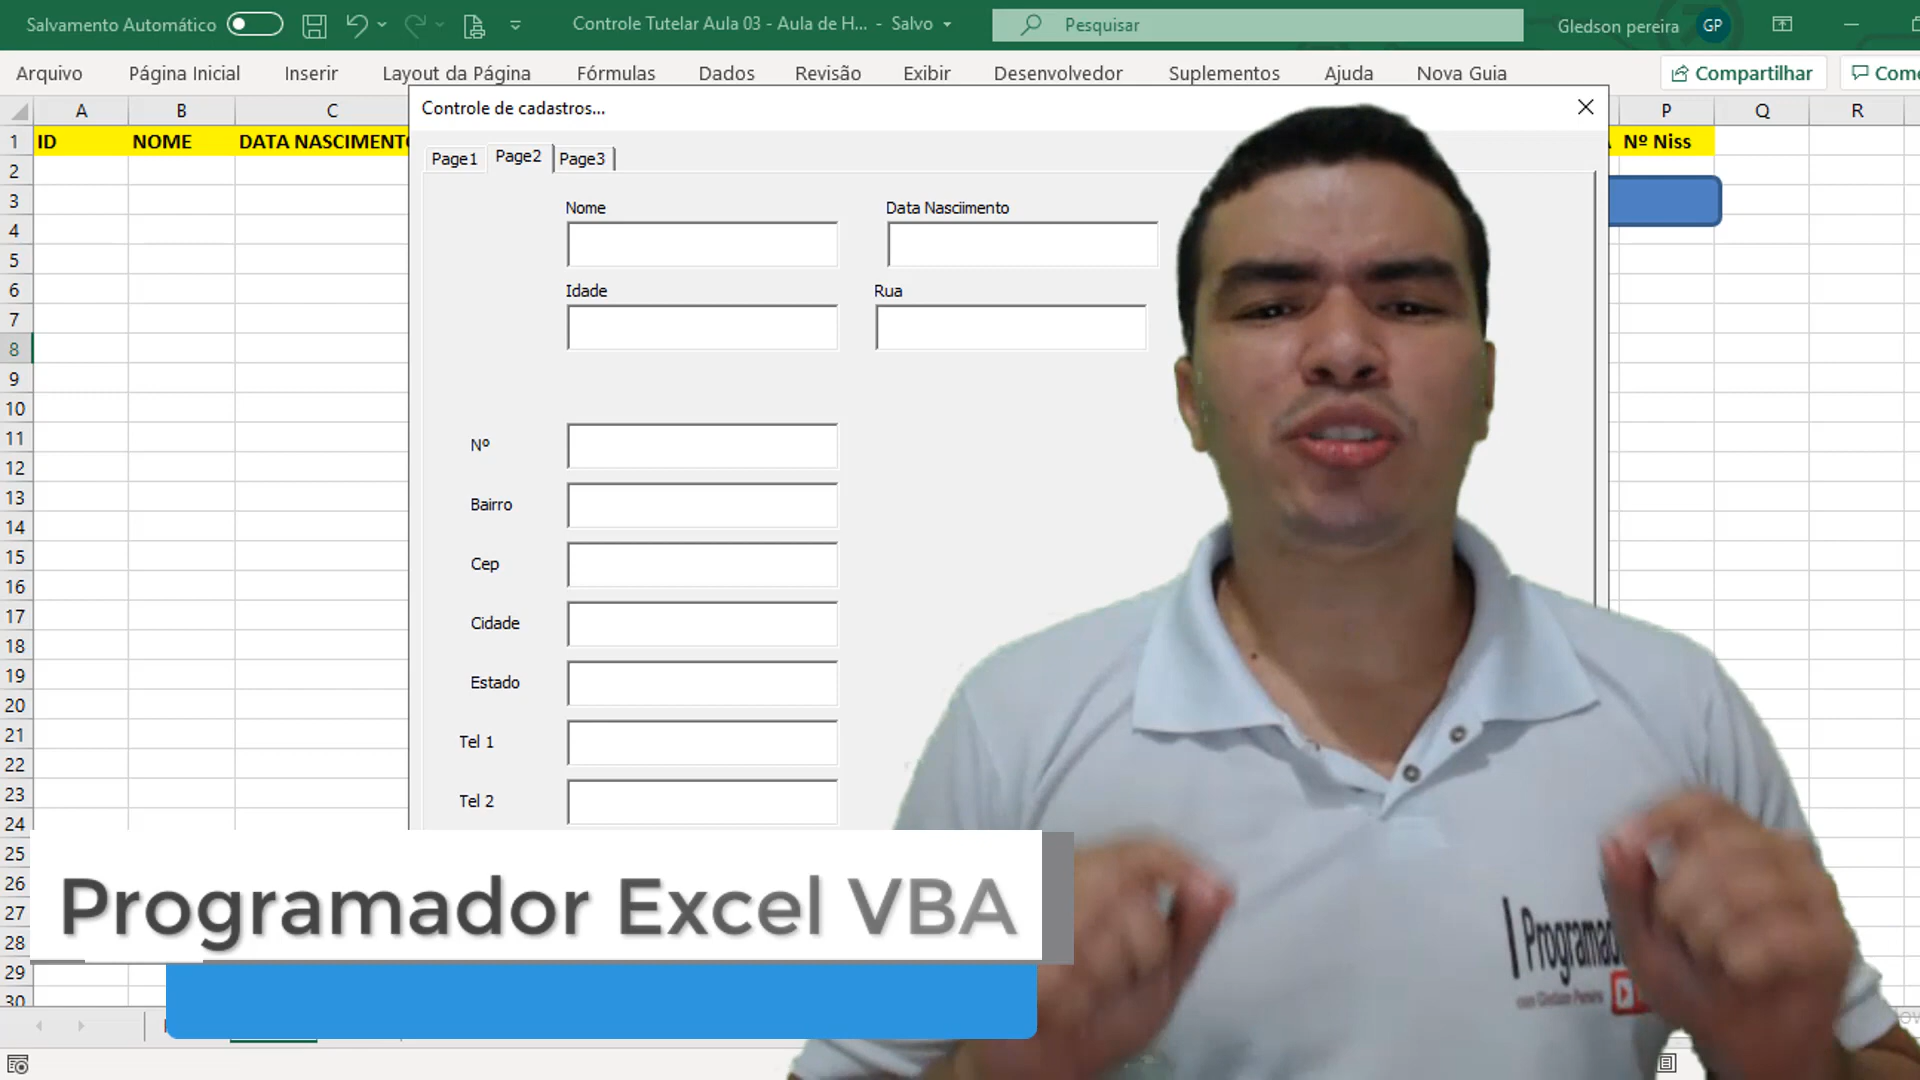 Salvamento Automático
Controle Tutelar Aula 03 - Aula de H... - Salvo
Pesquisar
Gledson pereira
GP
Arquivo Página Inicial Inserir Layout da Página Fórmulas Dados Revisão Exibir Desenvolvedor Suplementos Ajuda Nova Guia
Compartilhar
A B C P Q R
Controle de cadastros...
1 ID NOME DATA NASCIMENTO Nº Niss
Page1 Page2 Page3
2
3
4
5
6
7
8
9
10
11
12
13
14
15
16
17
18
19
20
21
22
23
24
25
26
27
28
29
30
Nome
Data Nasciimento
Idade
Rua
Nº
Bairro
Cep
Cidade
Estado
Tel 1
Tel 2
Programador Excel VBA
com Gledson Pereira